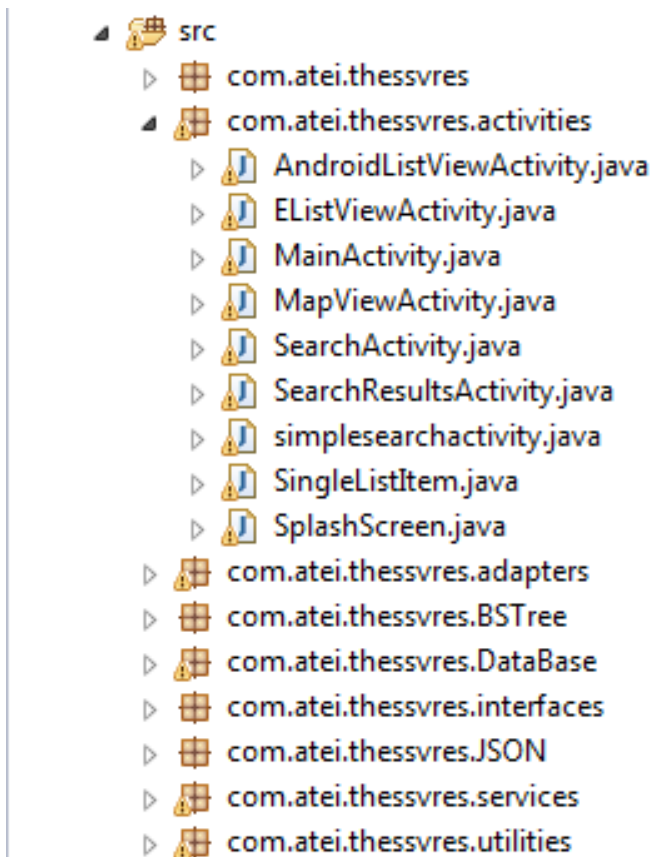 src
com.atei.thessvres
com.atei.thessvres.activities
AndroidListViewActivity.java
EListViewActivity.java
MainActivity.java
MapViewActivity.java
SearchActivity.java
SearchResultsActivity.java
simplesearchactivity.java
SingleListItem.java
SplashScreen.java
com.atei.thessvres.adapters
com.atei.thessvres.BSTree
com.atei.thessvres.DataBase
com.atei.thessvres.interfaces
com.atei.thessvres.JSON
com.atei.thessvres.services
com.atei.thessvres.utilities